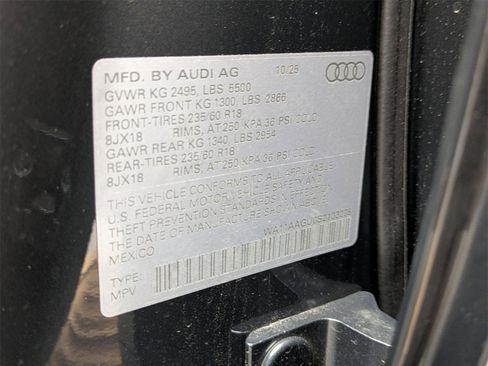 MFD. BY AUDI AG 10/25
GVWR KG 2495, LBS 5500
GAWR FRONT KG 1300, LBS 2866
FRONT-TIRES 235/60 R18
8JX18 RIMS, AT 250 KPA 36 PSI COLD
GAWR REAR KG 1340, LBS 2954
REAR-TIRES 235/60 R18
8JX18 RIMS, AT 250 KPA 36 PSI COLD
THIS VEHICLE CONFORMS TO ALL APPLICABLE
U.S. FEDERAL MOTOR VEHICLE SAFETY AND
THEFT PREVENTION STANDARDS IN EFFECT ON
THE DATE OF MANUFACTURE SHOWN ABOVE.
MEXICO
TYPE:
MPV